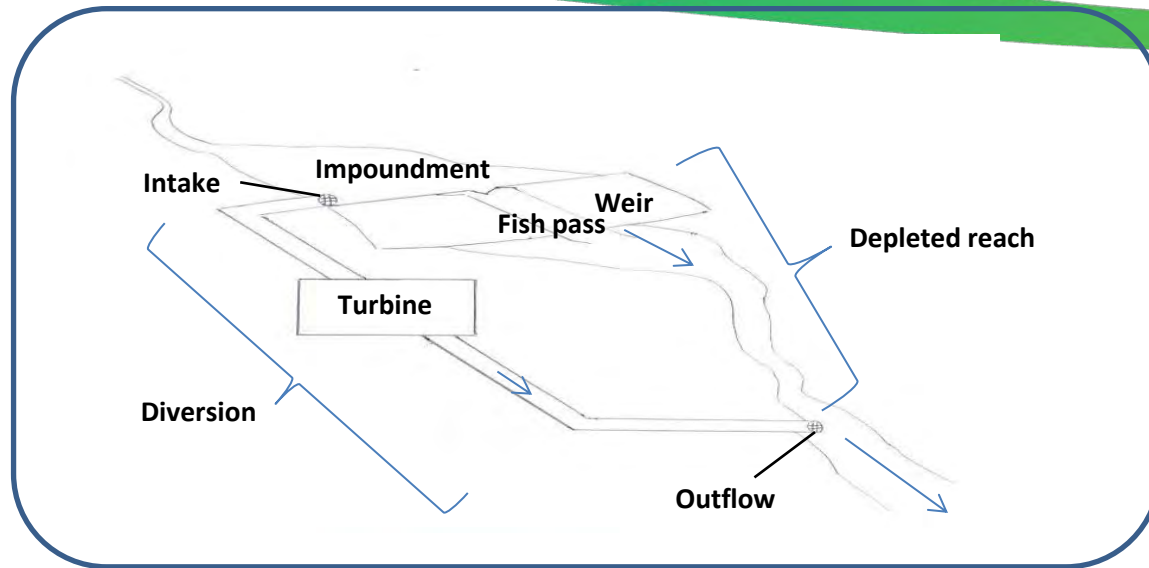 Impoundment
Intake
Weir
Fish pass
Depleted reach
Turbine
Diversion
Outflow